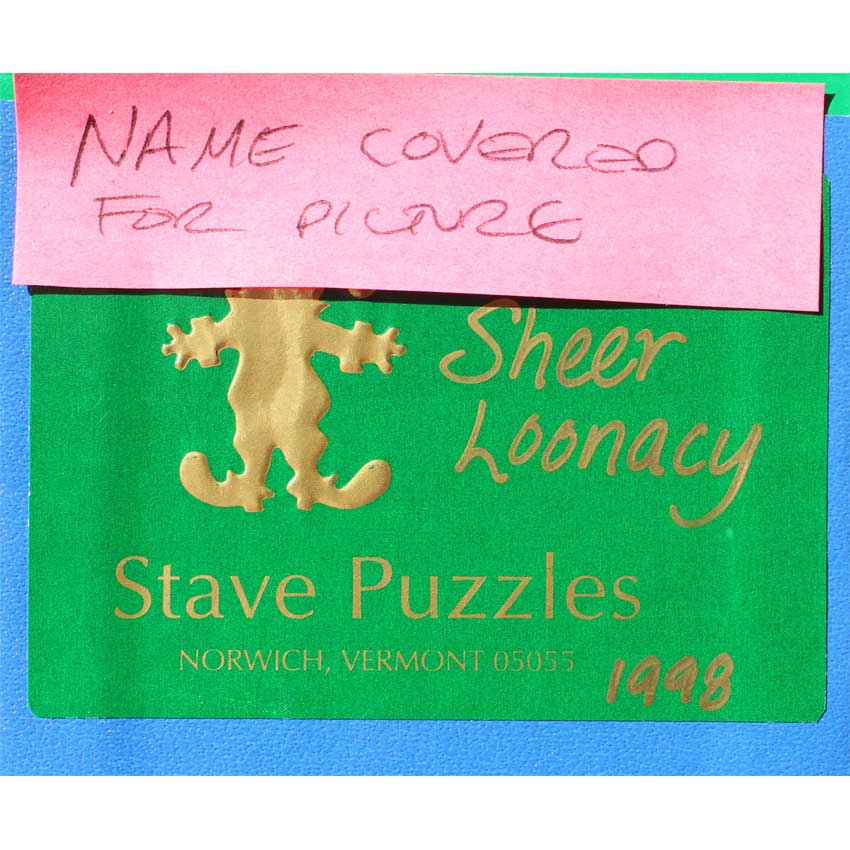 NAME COVERED
FOR PICTURE
Sheer
Loonacy
Stave Puzzles
NORWICH, VERMONT 05055
1998